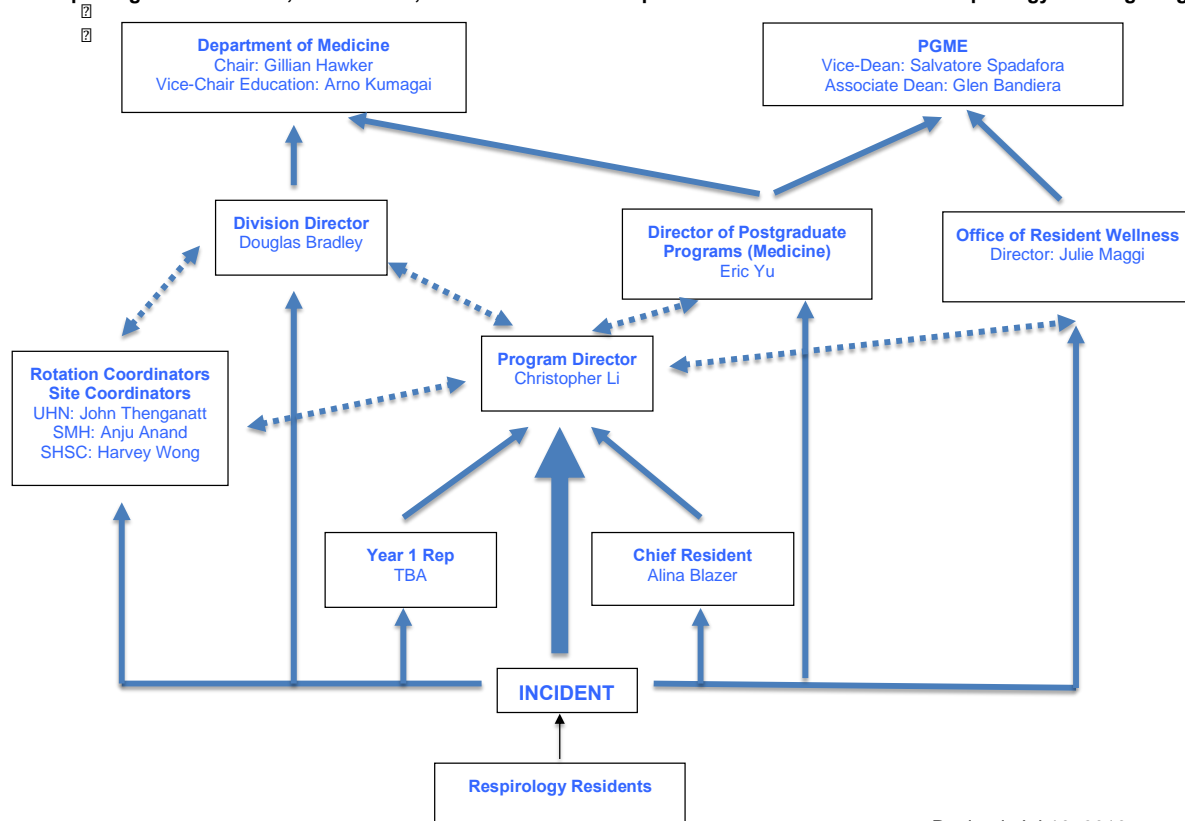 Department of Medicine
Chair: Gillian Hawker
Vice-Chair Education: Arno Kumagai
PGME
Vice-Dean: Salvatore Spadafora
Associate Dean: Glen Bandiera
Division Director
Douglas Bradley
Director of Postgraduate
Programs (Medicine)
Eric Yu
Office of Resident Wellness
Director: Julie Maggi
Rotation Coordinators
Site Coordinators
UHN: John Thenganatt
SMH: Anju Anand
SHSC: Harvey Wong
Program Director
Christopher Li
Year 1 Rep
TBA
Chief Resident
Alina Blazer
INCIDENT
Respirology Residents